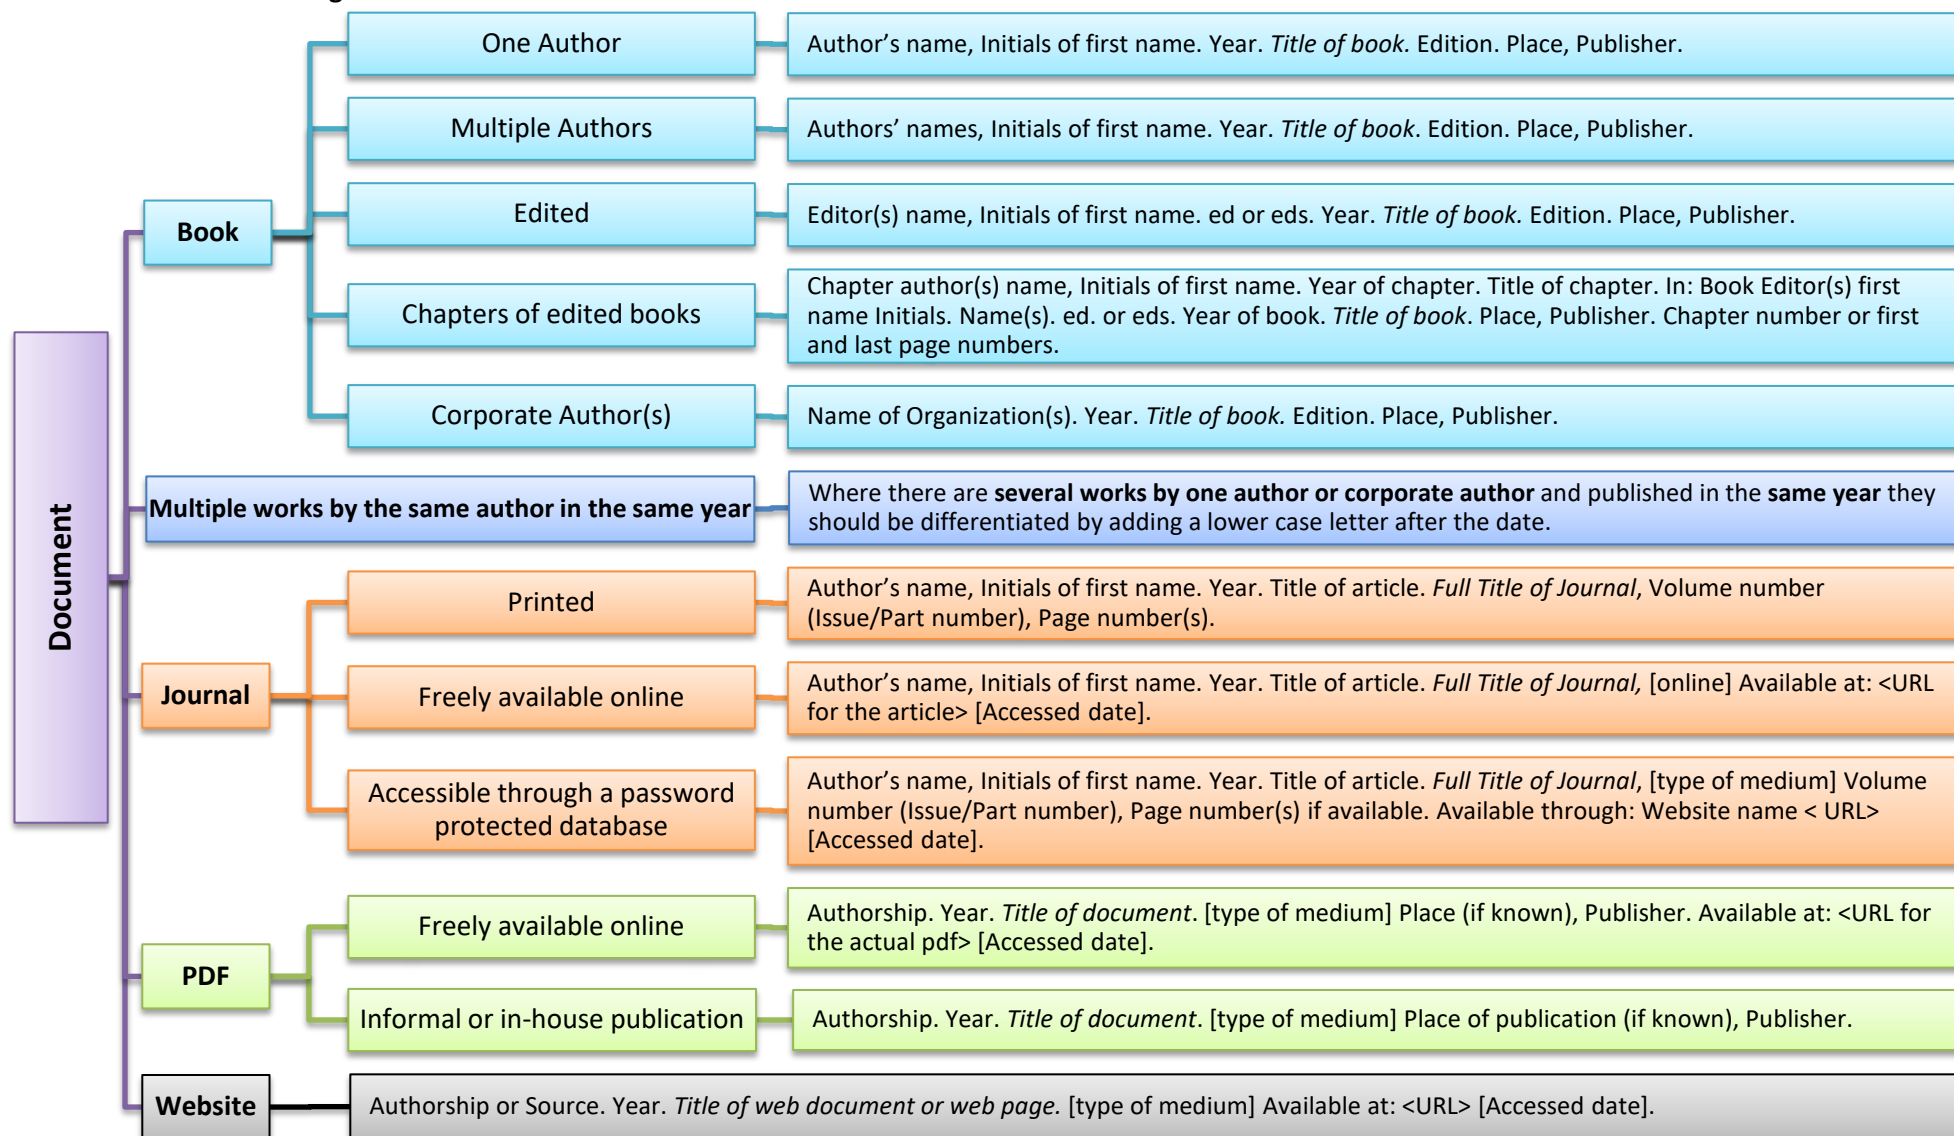 One Author
Author's name, Initials of first name. Year. Title of book. Edition. Place, Publisher.
Multiple Authors
Authors' names, Initials of first name. Year. Title of book. Edition. Place, Publisher.
Edited
Editor(s) name, Initials of first name. ed or eds. Year. Title of book. Edition. Place, Publisher.
Book
Chapters of edited books
Chapter author(s) name, Initials of first name. Year of chapter. Title of chapter. In: Book Editor(s) first
name Initials. Name(s). ed. or eds. Year of book. Title of book. Place, Publisher. Chapter number or first
and last page numbers.
Corporate Author(s)
Name of Organization(s). Year. Title of book. Edition. Place, Publisher.
Document
Multiple works by the same author in the same year
Where there are several works by one author or corporate author and published in the same year they
should be differentiated by adding a lower case letter after the date.
Printed
Author's name, Initials of first name. Year. Title of article. Full Title of Journal, Volume number
(Issue/Part number), Page number(s).
Journal
Freely available online
Author's name, Initials of first name. Year. Title of article. Full Title of Journal, [online] Available at: <URL
for the article> [Accessed date].
Accessible through a password
protected database
Author's name, Initials of first name. Year. Title of article. Full Title of Journal, [type of medium] Volume
number (Issue/Part number), Page number(s) if available. Available through: Website name < URL>
[Accessed date].
PDF
Freely available online
Authorship. Year. Title of document. [type of medium] Place (if known), Publisher. Available at: <URL for
the actual pdf> [Accessed date].
Informal or in-house publication
Authorship. Year. Title of document. [type of medium] Place of publication (if known), Publisher.
Website
Authorship or Source. Year. Title of web document or web page. [type of medium] Available at: <URL> [Accessed date].